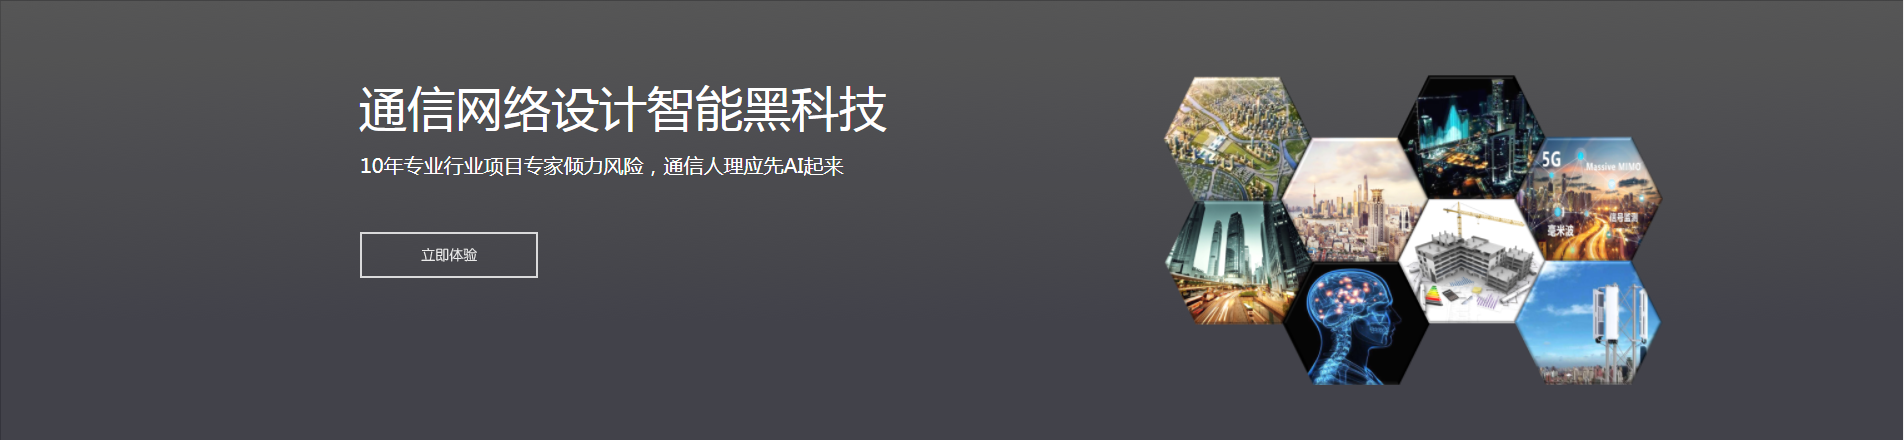 通信网络设计智能黑科技
10年专业行业项目专家倾力风险，通信人理应先AI起来
立即体验
5G
Massive MIMO
信号监测
毫米波